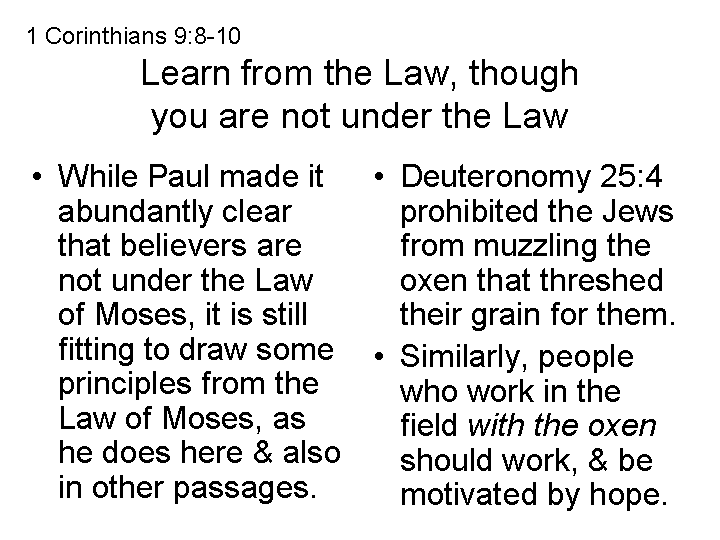 1 Corinthians 9:8-10
Learn from the Law, though
you are not under the Law
• While Paul made it
abundantly clear
that believers are
not under the Law
of Moses, it is still
fitting to draw some
principles from the
Law of Moses, as
he does here & also
in other passages.
• Deuteronomy 25:4
prohibited the Jews
from muzzling the
oxen that threshed
their grain for them.
• Similarly, people
who work in the
field with the oxen
should work, & be
motivated by hope.